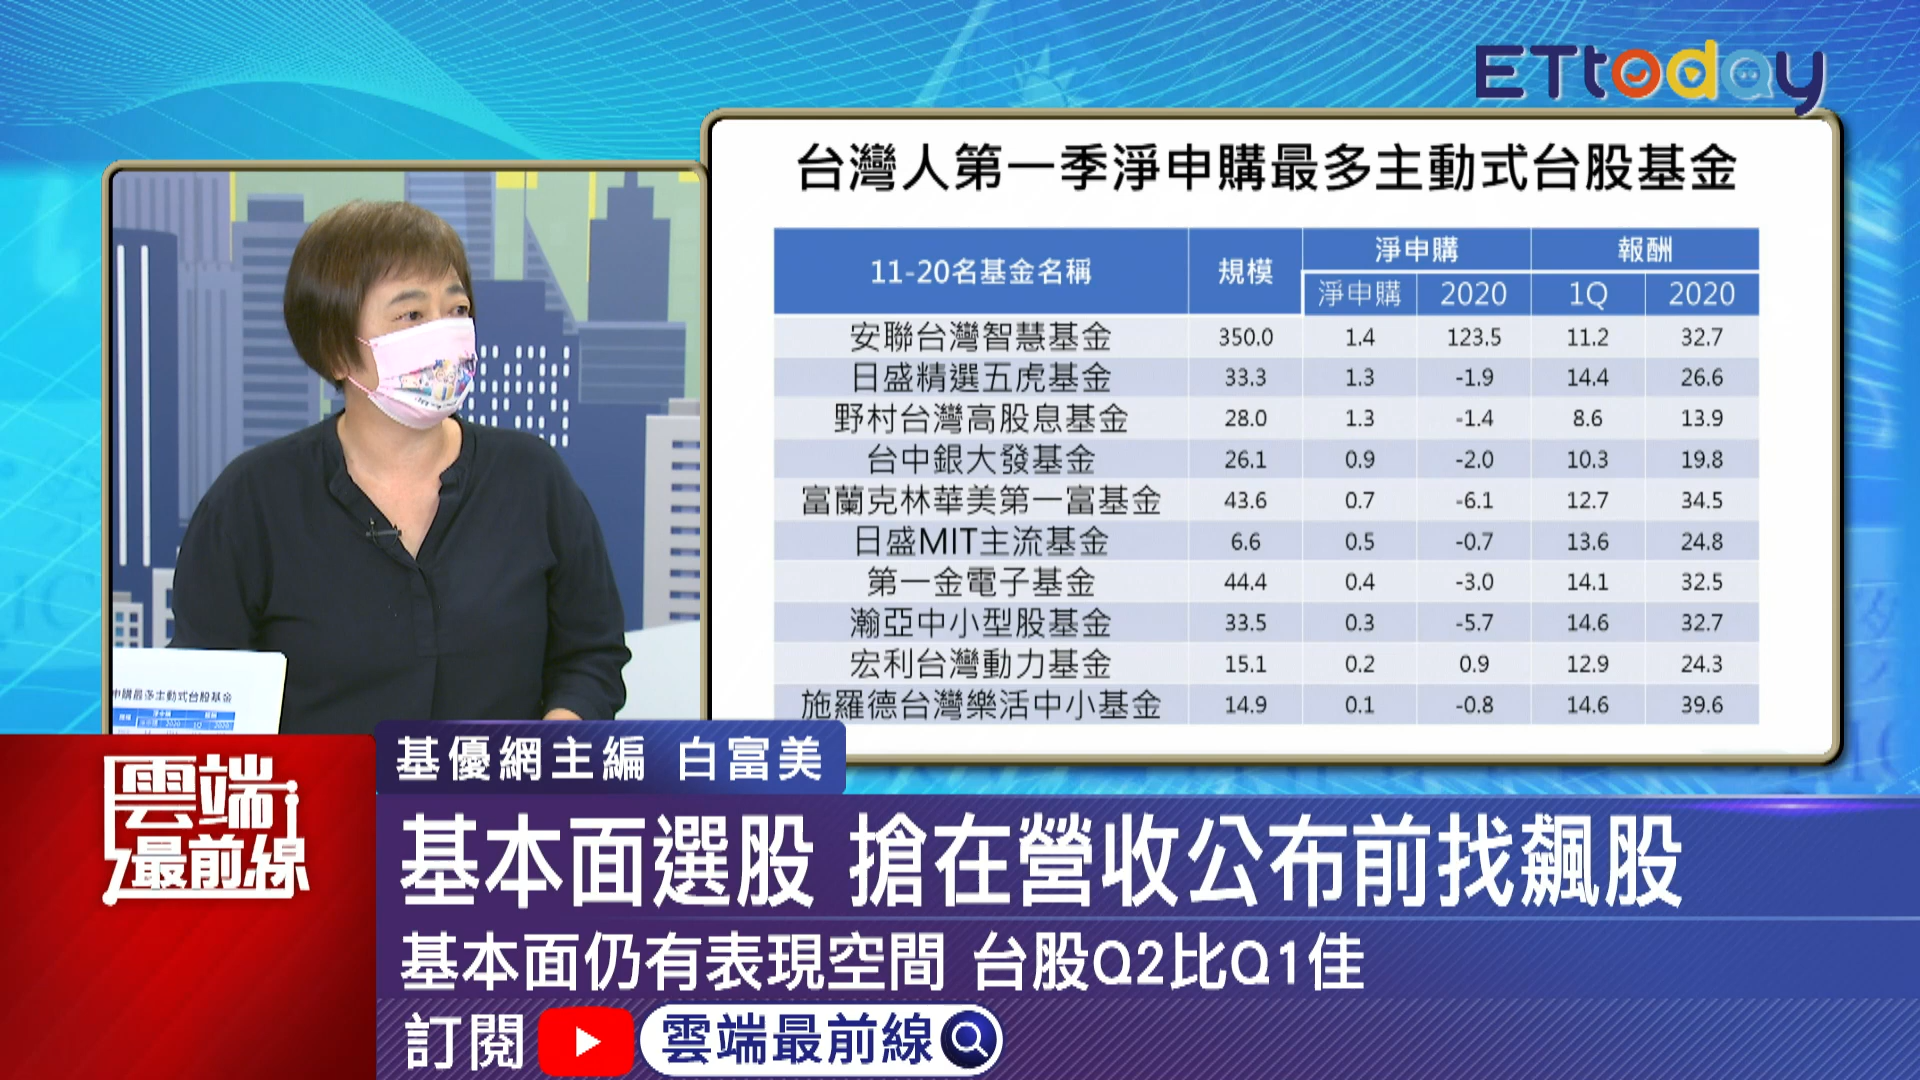 ETtoday
台灣人第一季淨申購最多主動式台股基金
11-20名基金名稱 規模 淨申購 報酬
淨申購 2020 1Q 2020
安聯台灣智慧基金 350.0 1.4 123.5 11.2 32.7
日盛精選五虎基金 33.3 1.3 -1.9 14.4 26.6
野村台灣高股息基金 28.0 1.3 -1.4 8.6 13.9
台中銀大發基金 26.1 0.9 -2.0 10.3 19.8
富蘭克林華美第一富基金 43.6 0.7 -6.1 12.7 34.5
日盛MIT主流基金 6.6 0.5 -0.7 13.6 24.8
第一金電子基金 44.4 0.4 -3.0 14.1 32.5
瀚亞中小型股基金 33.5 0.3 -5.7 14.6 32.7
宏利台灣動力基金 15.1 0.2 0.9 12.9 24.3
施羅德台灣樂活中小基金 14.9 0.1 -0.8 14.6 39.6
申購最多主動式台股基金
基優網主編 白富美
雲端最前線
基本面選股 搶在營收公布前找飆股
基本面仍有表現空間 台股Q2比Q1佳
訂閱 雲端最前線